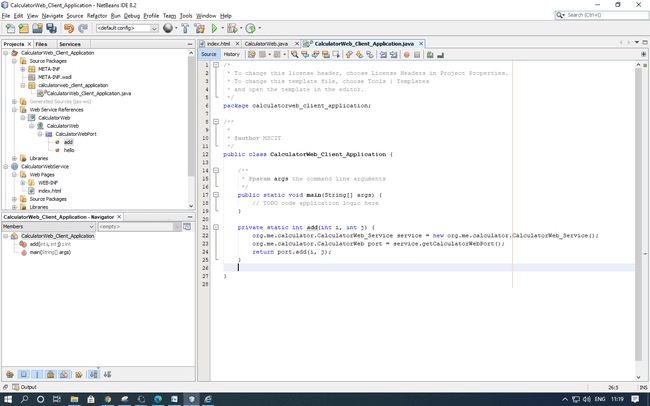 CalculatorWeb_Client_Application - NetBeans IDE 8.2
File Edit View Navigate Source Refactor Run Debug Profile Team Tools Window Help
Search (Ctrl+I)
<default config>
Projects Files Services
index.html CalculatorWeb.java CalculatorWeb_Client_Application.java
Source History
CalculatorWeb_Client_Application
Source Packages
META-INF
META-INF.wsdl
calculatorweb_client_application
CalculatorWeb_Client_Application.java
Generated Sources (jax-ws)
Web Service References
CalculatorWeb
CalculatorWeb
CalculatorWebPort
add
hello
Libraries
CalculatorWebService
Web Pages
WEB-INF
index.html
Source Packages
Libraries
CalculatorWeb_Client_Application - Navigator
Members <empty>
CalculatorWeb_Client_Application
add(int i, int j) : int
main(String[] args)
1 /*
2 * To change this license header, choose License Headers in Project Properties.
3 * To change this template file, choose Tools | Templates
4 * and open the template in the editor.
5 */
6 package calculatorweb_client_application;
7
8 /**
9 *
10 * @author MSCIT
11 */
12 public class CalculatorWeb_Client_Application {
13
14 /**
15 * @param args the command line arguments
16 */
17 public static void main(String[] args) {
18 // TODO code application logic here
19 }
20
21 private static int add(int i, int j) {
22 org.me.calculator.CalculatorWeb_Service service = new org.me.calculator.CalculatorWeb_Service();
23 org.me.calculator.CalculatorWeb port = service.getCalculatorWebPort();
24 return port.add(i, j);
25 }
26
27 }
28
Output
26:5 INS
ENG 11:19